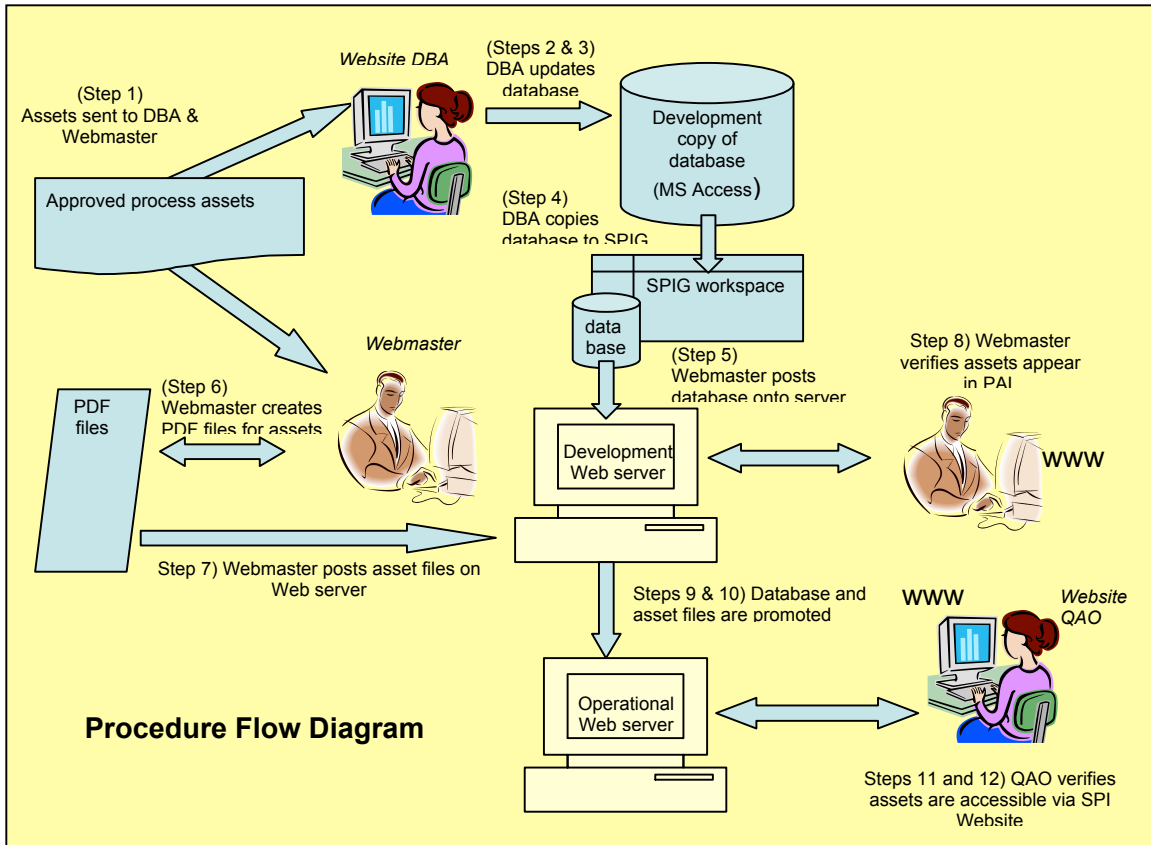 (Step 1)
Assets sent to DBA &
Webmaster
Website DBA
(Steps 2 & 3)
DBA updates
database
Development
copy of
database
(MS Access)
Approved process assets
(Step 4)
DBA copies
database to SPIG
SPIG workspace
data
base
Webmaster
(Step 5)
Webmaster posts
database onto server
Step 8) Webmaster
verifies assets appear
in PAL
PDF
files
(Step 6)
Webmaster creates
PDF files for assets
Development
Web server
WWW
Step 7) Webmaster posts asset files on
Web server
Steps 9 & 10) Database and
asset files are promoted
WWW
Website
QAO
Operational
Web server
Procedure Flow Diagram
Steps 11 and 12) QAO verifies
assets are accessible via SPI
Website